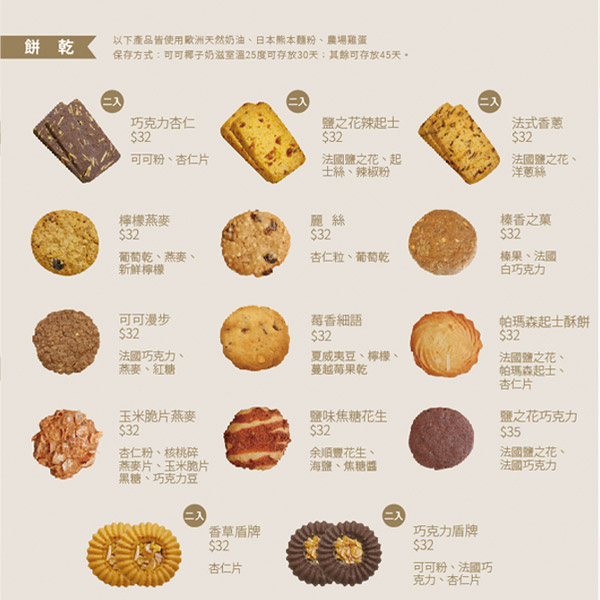 餅 乾
以下產品皆使用歐洲天然奶油、日本熊本麵粉、農場雞蛋
保存方式：可可椰子奶滋室溫25度可存放30天；其餘可存放45天。
二入
巧克力杏仁
$32
可可粉、杏仁片
二入
鹽之花辣起士
$32
法國鹽之花、起
士絲、辣椒粉
二入
法式香蔥
$32
法國鹽之花、
洋蔥絲
檸檬燕麥
$32
葡萄乾、燕麥、
新鮮檸檬
麗 絲
$32
杏仁粒、葡萄乾
榛香之菓
$32
榛果、法國
白巧克力
可可漫步
$32
法國巧克力、
燕麥、紅糖
莓香細語
$32
夏威夷豆、檸檬、
蔓越莓果乾
帕瑪森起士酥餅
$32
法國鹽之花、
帕瑪森起士、
杏仁片
玉米脆片燕麥
$32
杏仁粉、核桃碎
燕麥片、玉米脆片
黑糖、巧克力豆
鹽味焦糖花生
$32
余順豐花生、
海鹽、焦糖醬
鹽之花巧克力
$35
法國鹽之花、
法國巧克力
二入
香草盾牌
$32
杏仁片
二入
巧克力盾牌
$32
可可粉、法國巧
克力、杏仁片